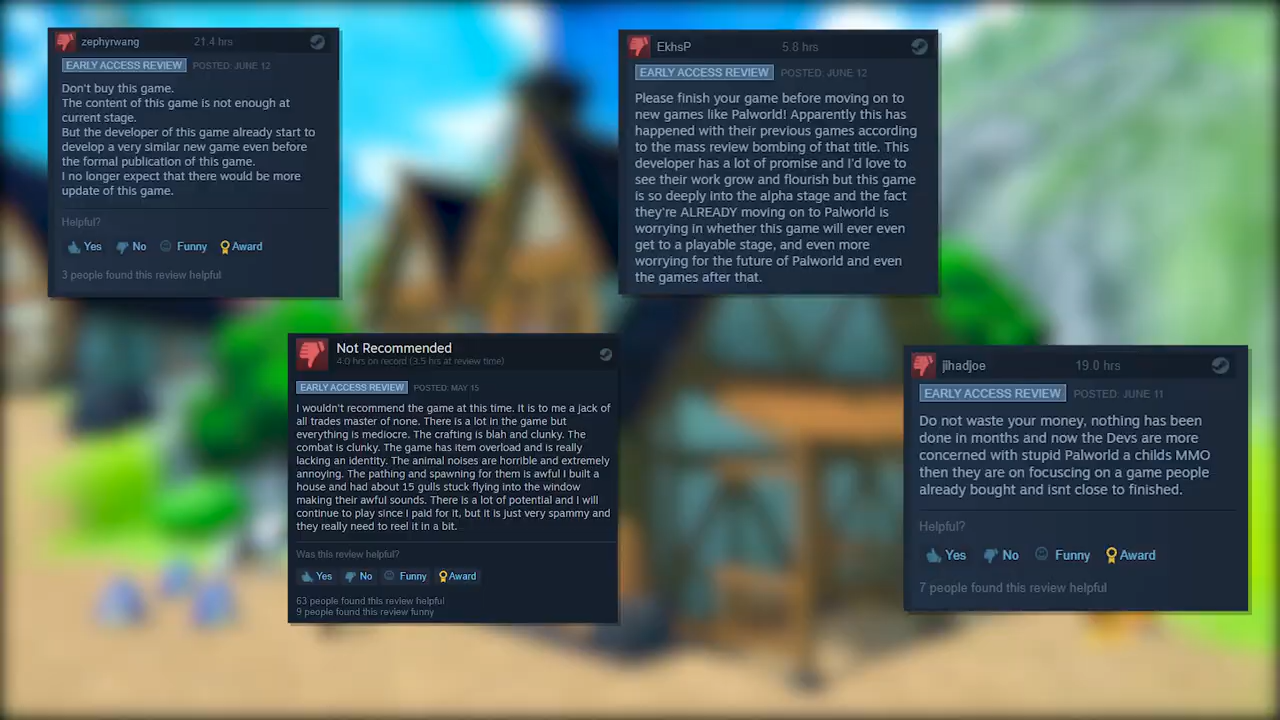 zephyrwang 21.4 hrs
EARLY ACCESS REVIEW POSTED: JUNE 12
Don't buy this game.
The content of this game is not enough at
current stage.
But the developer of this game already start to
develop a very similar new game even before
the formal publication of this game.
I no longer expect that there would be more
update of this game.
Helpful?
Yes No Funny Award
3 people found this review helpful
EkhsP 5.8 hrs
EARLY ACCESS REVIEW POSTED: JUNE 12
Please finish your game before moving on to
new games like Palworld! Apparently this has
happened with their previous games according
to the mass review bombing of that title. This
developer has a lot of promise and I'd love to
see their work grow and flourish but this game
is so deeply into the alpha stage and the fact
they're ALREADY moving on to Palworld is
worrying in whether this game will ever even
get to a playable stage, and even more
worrying for the future of Palworld and even
the games after that.
Not Recommended
4.0 hrs on record (3.5 hrs at review time)
EARLY ACCESS REVIEW POSTED: MAY 15
I wouldn't recommend the game at this time. It is to me a jack of
all trades master of none. There is a lot in the game but
everything is mediocre. The crafting is blah and clunky. The
combat is clunky. The game has item overload and is really
lacking an identity. The animal noises are horrible and extremely
annoying. The pathing and spawning for them is awful I built a
house and had about 15 gulls stuck flying into the window
making their awful sounds. There is a lot of potential and I will
continue to play since I paid for it, but it is just very spammy and
they really need to reel it in a bit.
Was this review helpful?
Yes No Funny Award
63 people found this review helpful
9 people found this review funny
jihadjoe 19.0 hrs
EARLY ACCESS REVIEW POSTED: JUNE 11
Do not waste your money, nothing has been
done in months and now the Devs are more
concerned with stupid Palworld a childs MMO
then they are on focuscing on a game people
already bought and isnt close to finished.
Helpful?
Yes No Funny Award
7 people found this review helpful